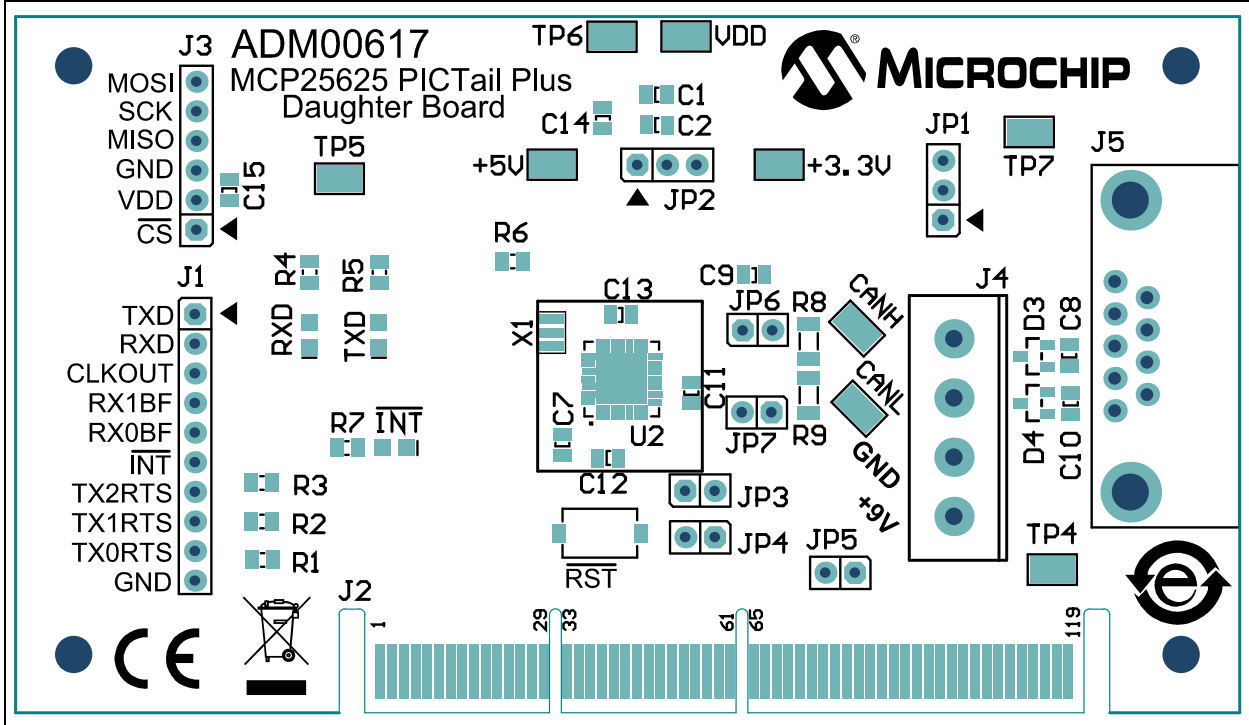 ADM00617
MCP25625 PICTail Plus
Daughter Board
TP6
VDD
MICROCHIP
®
J3
MOSI
SCK
MISO
GND
VDD
CS
C15
TP5
C14
C1
C2
+5V
JP2
+3.3V
JP1
TP7
J5
J1
TXD
RXD
CLKOUT
RX1BF
RX0BF
INT
TX2RTS
TX1RTS
TX0RTS
GND
R4
R5
RXD
TXD
R6
R7
INT
R3
R2
R1
X1
C13
C11
C7
U2
C12
C9
JP6
JP7
R8
R9
CANH
CANL
GND
+9V
J4
D3
C8
D4
C10
JP3
JP4
JP5
RST
TP4
e
J2
1
29
33
61
65
119
CE